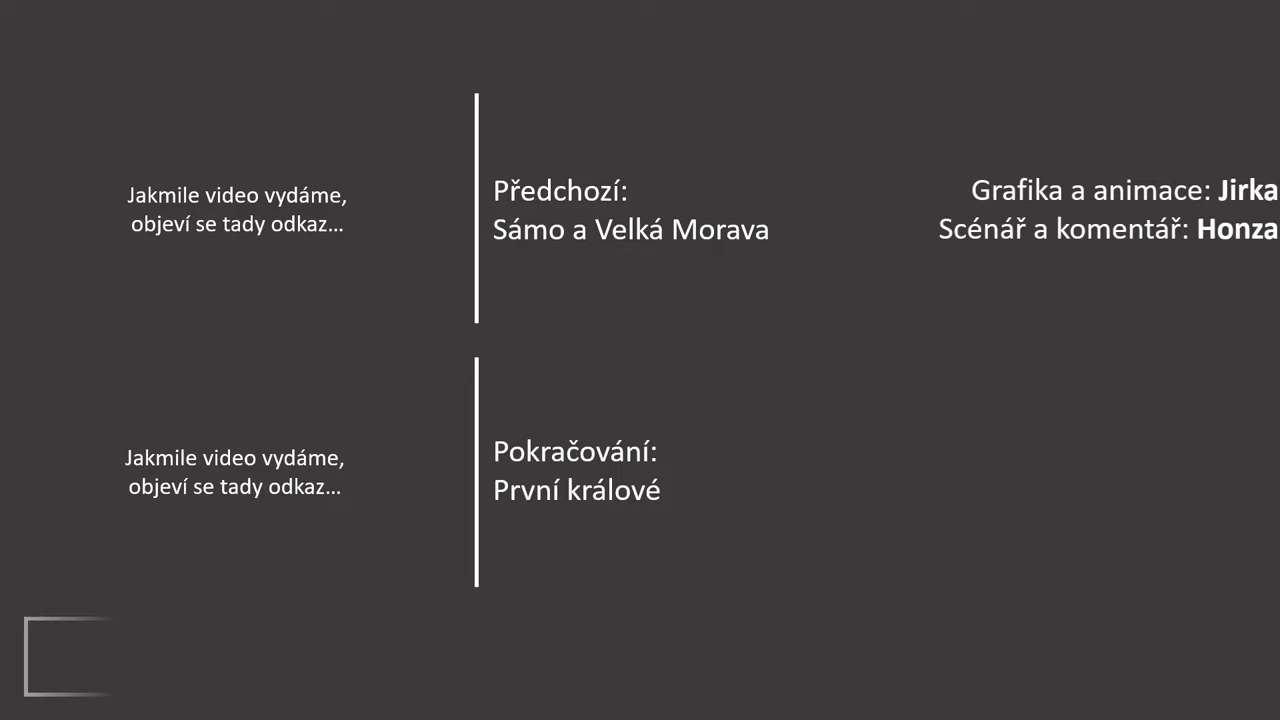 Jakmile video vydáme,
objeví se tady odkaz...
Předchozí:
Sámo a Velká Morava
Grafika a animace: Jirka
Scénář a komentář: Honza
Jakmile video vydáme,
objeví se tady odkaz...
Pokračování:
První králové